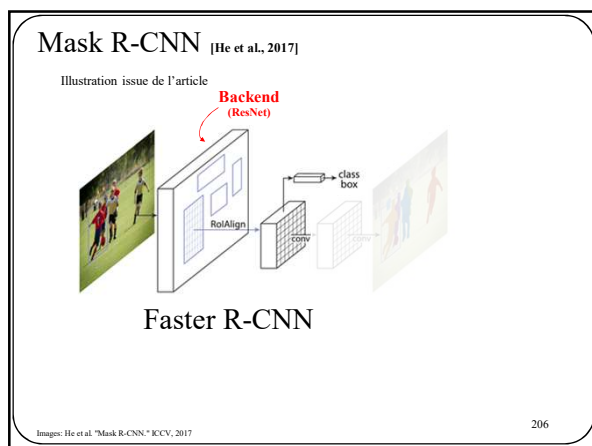 Mask R-CNN [He et al., 2017]
Illustration issue de l'article
Backend
(ResNet)
class
box
RoIAlign
conv
conv
Faster R-CNN
Images: He et al. "Mask R-CNN." ICCV, 2017
206